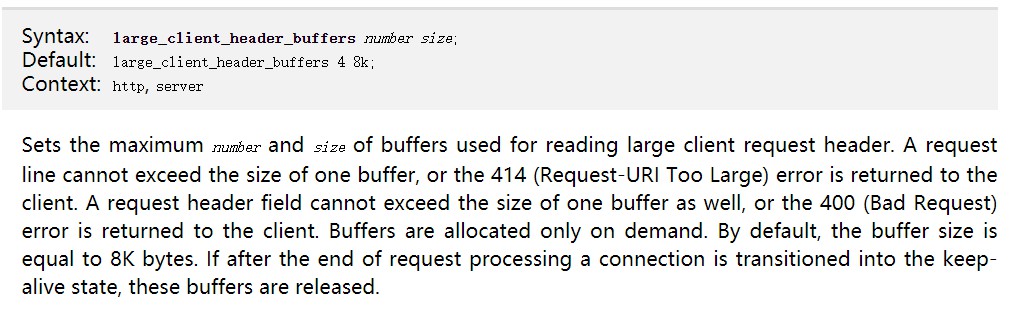 Syntax: large_client_header_buffers number size;
Default: large_client_header_buffers 4 8k;
Context: http, server
Sets the maximum number and size of buffers used for reading large client request header. A request
line cannot exceed the size of one buffer, or the 414 (Request-URI Too Large) error is returned to the
client. A request header field cannot exceed the size of one buffer as well, or the 400 (Bad Request)
error is returned to the client. Buffers are allocated only on demand. By default, the buffer size is
equal to 8K bytes. If after the end of request processing a connection is transitioned into the keep-
alive state, these buffers are released.